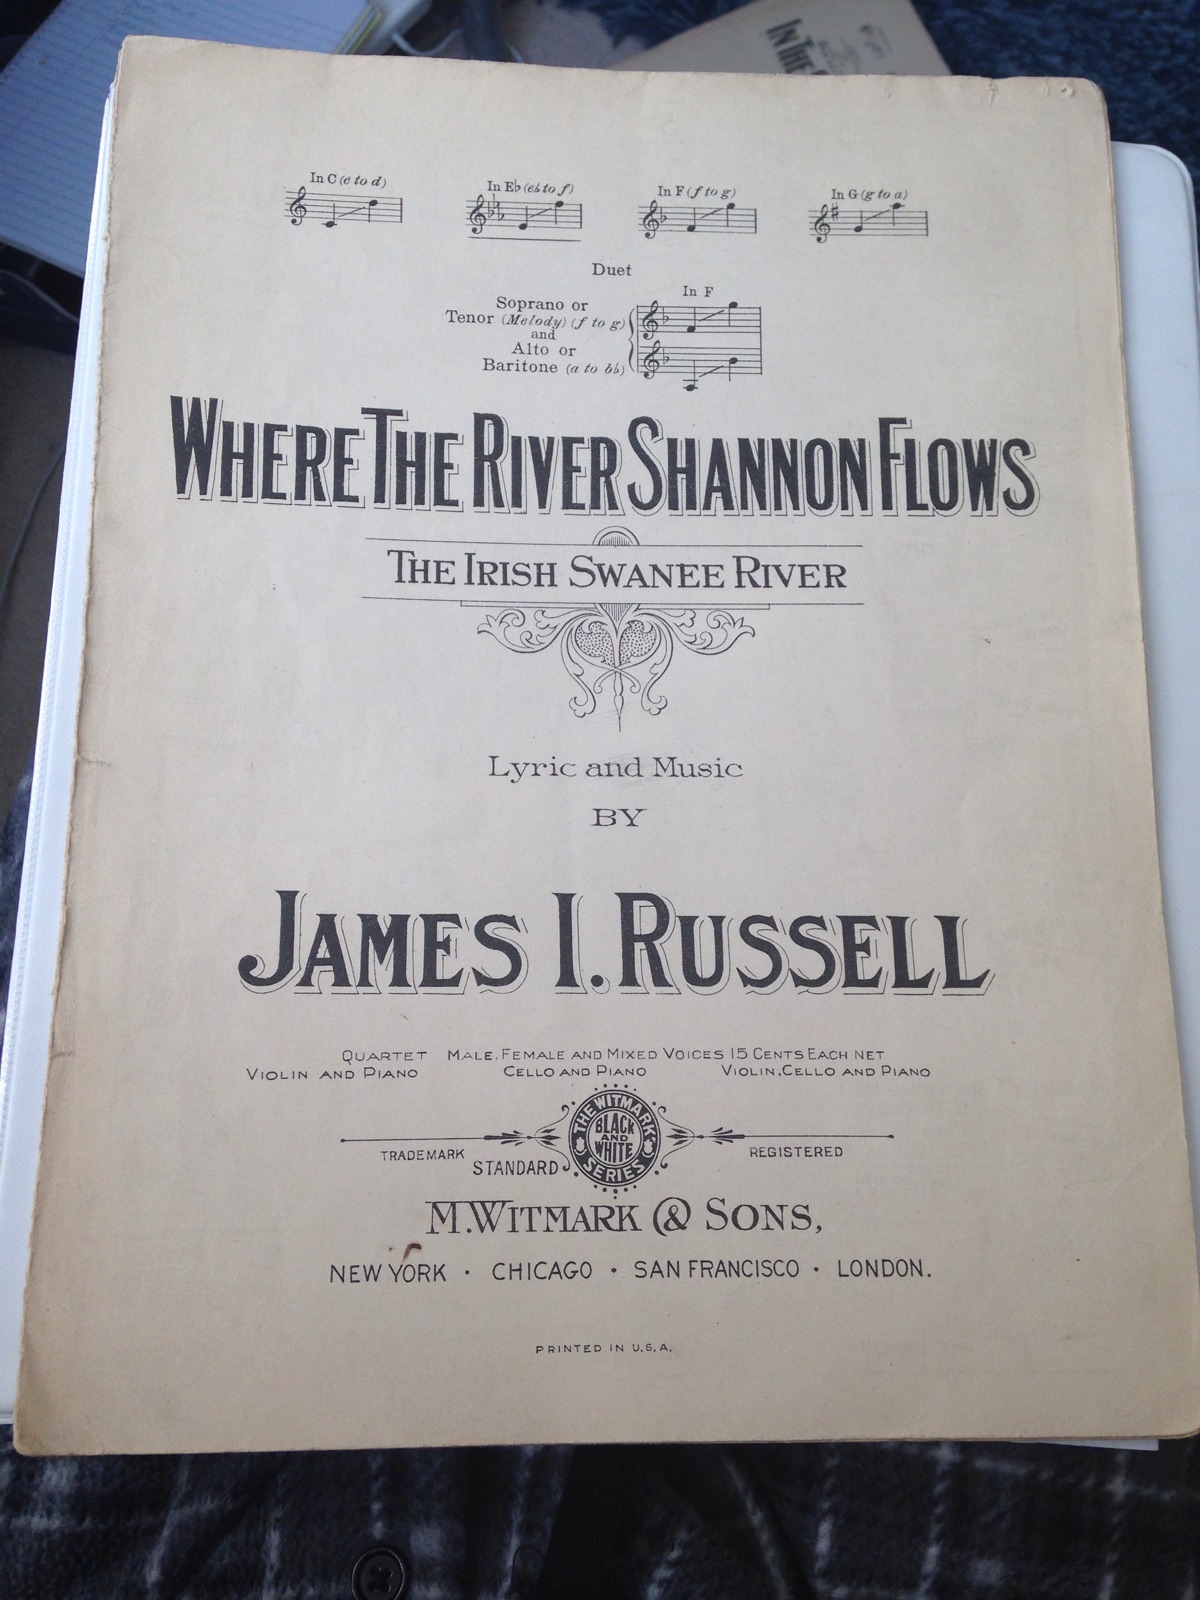 IN THE
In C (c to d)
In E♭ (e♭ to f)
In F (f to g)
In G (g to a)
Duet
In F
Soprano or
Tenor (Melody) (f to g)
and
Alto or
Baritone (a to b♭)
WHERE THE RIVER SHANNON FLOWS
THE IRISH SWANEE RIVER
Lyric and Music
BY
JAMES I. RUSSELL
QUARTET MALE, FEMALE AND MIXED VOICES 15 CENTS EACH NET
VIOLIN AND PIANO CELLO AND PIANO VIOLIN, CELLO AND PIANO
THE WITMARK
BLACK
AND
WHITE
SERIES
TRADEMARK REGISTERED
STANDARD
M. WITMARK & SONS,
NEW YORK · CHICAGO · SAN FRANCISCO · LONDON.
PRINTED IN U.S.A.